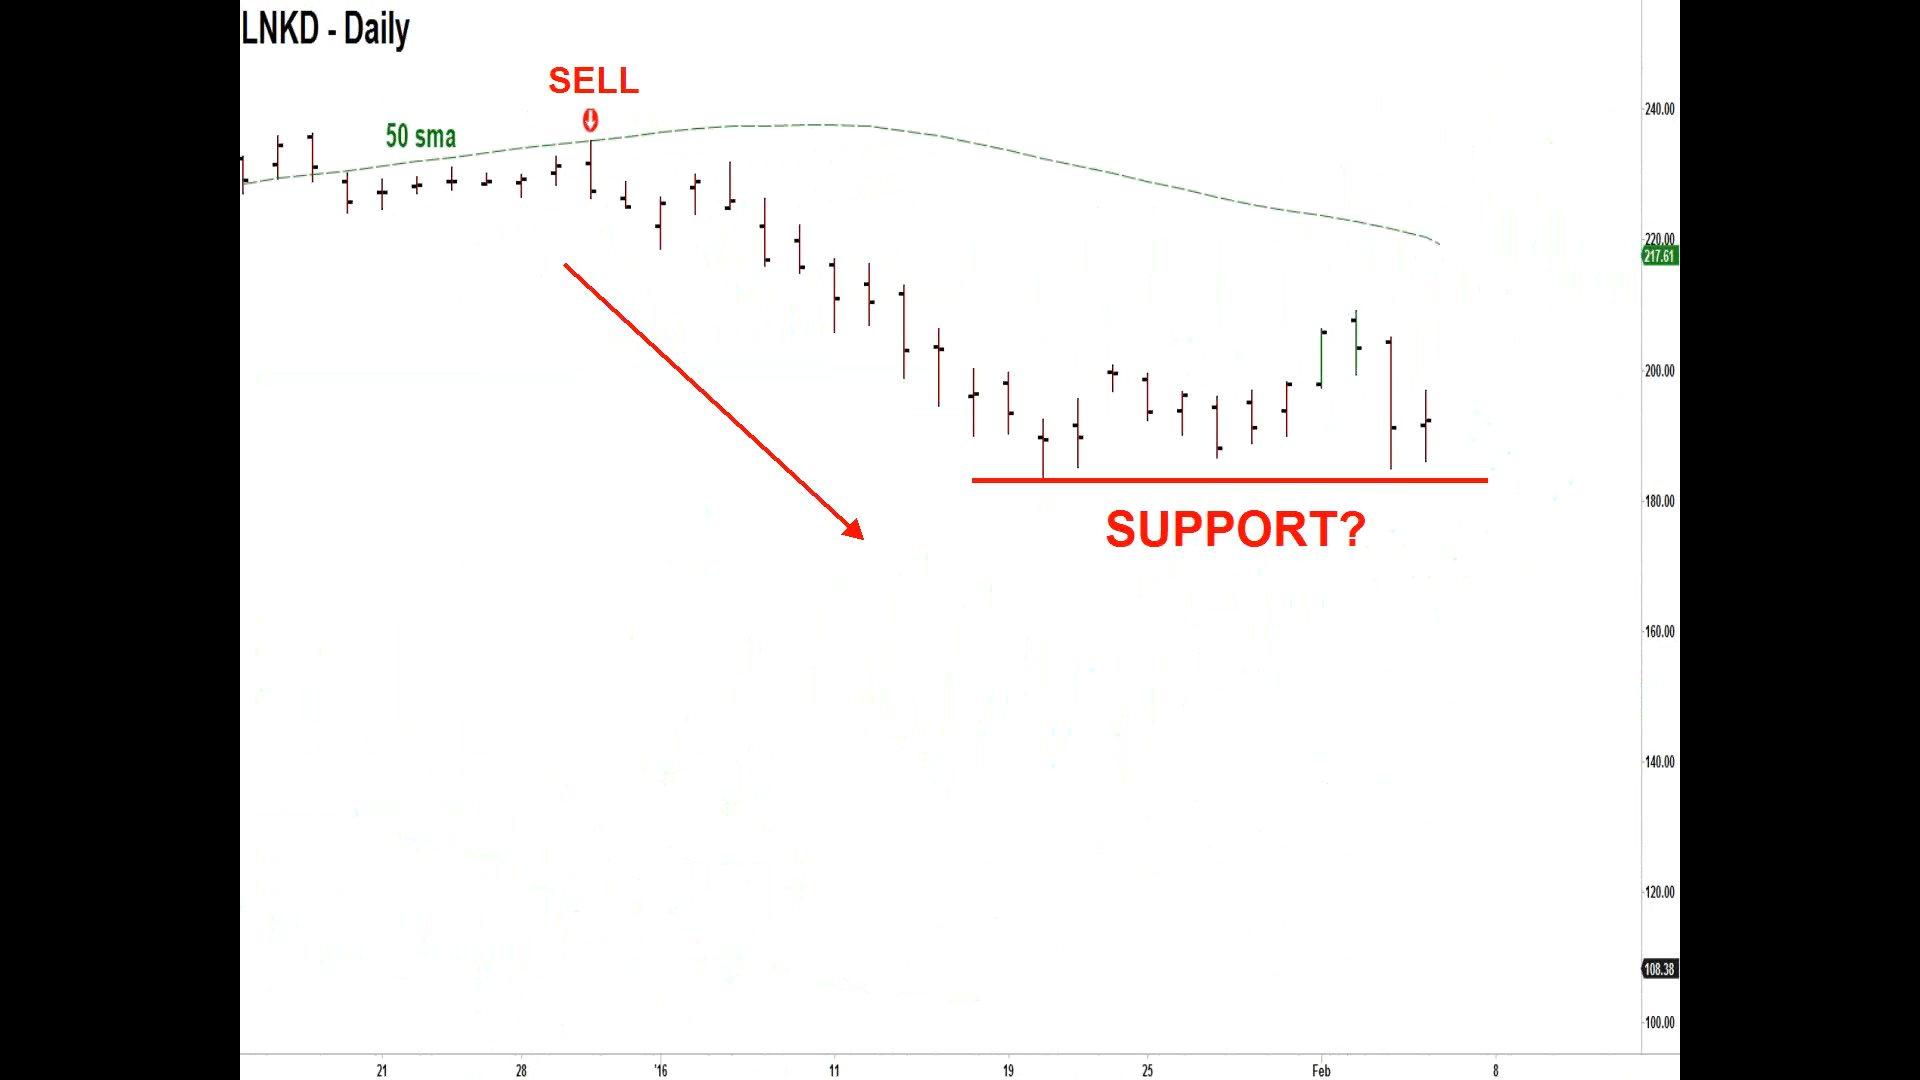 LNKD - Daily
SELL
50 sma
SUPPORT?
240.00
220.00
217.61
200.00
180.00
160.00
140.00
120.00
108.38
100.00
21 28 '16 11 19 25 Feb 8